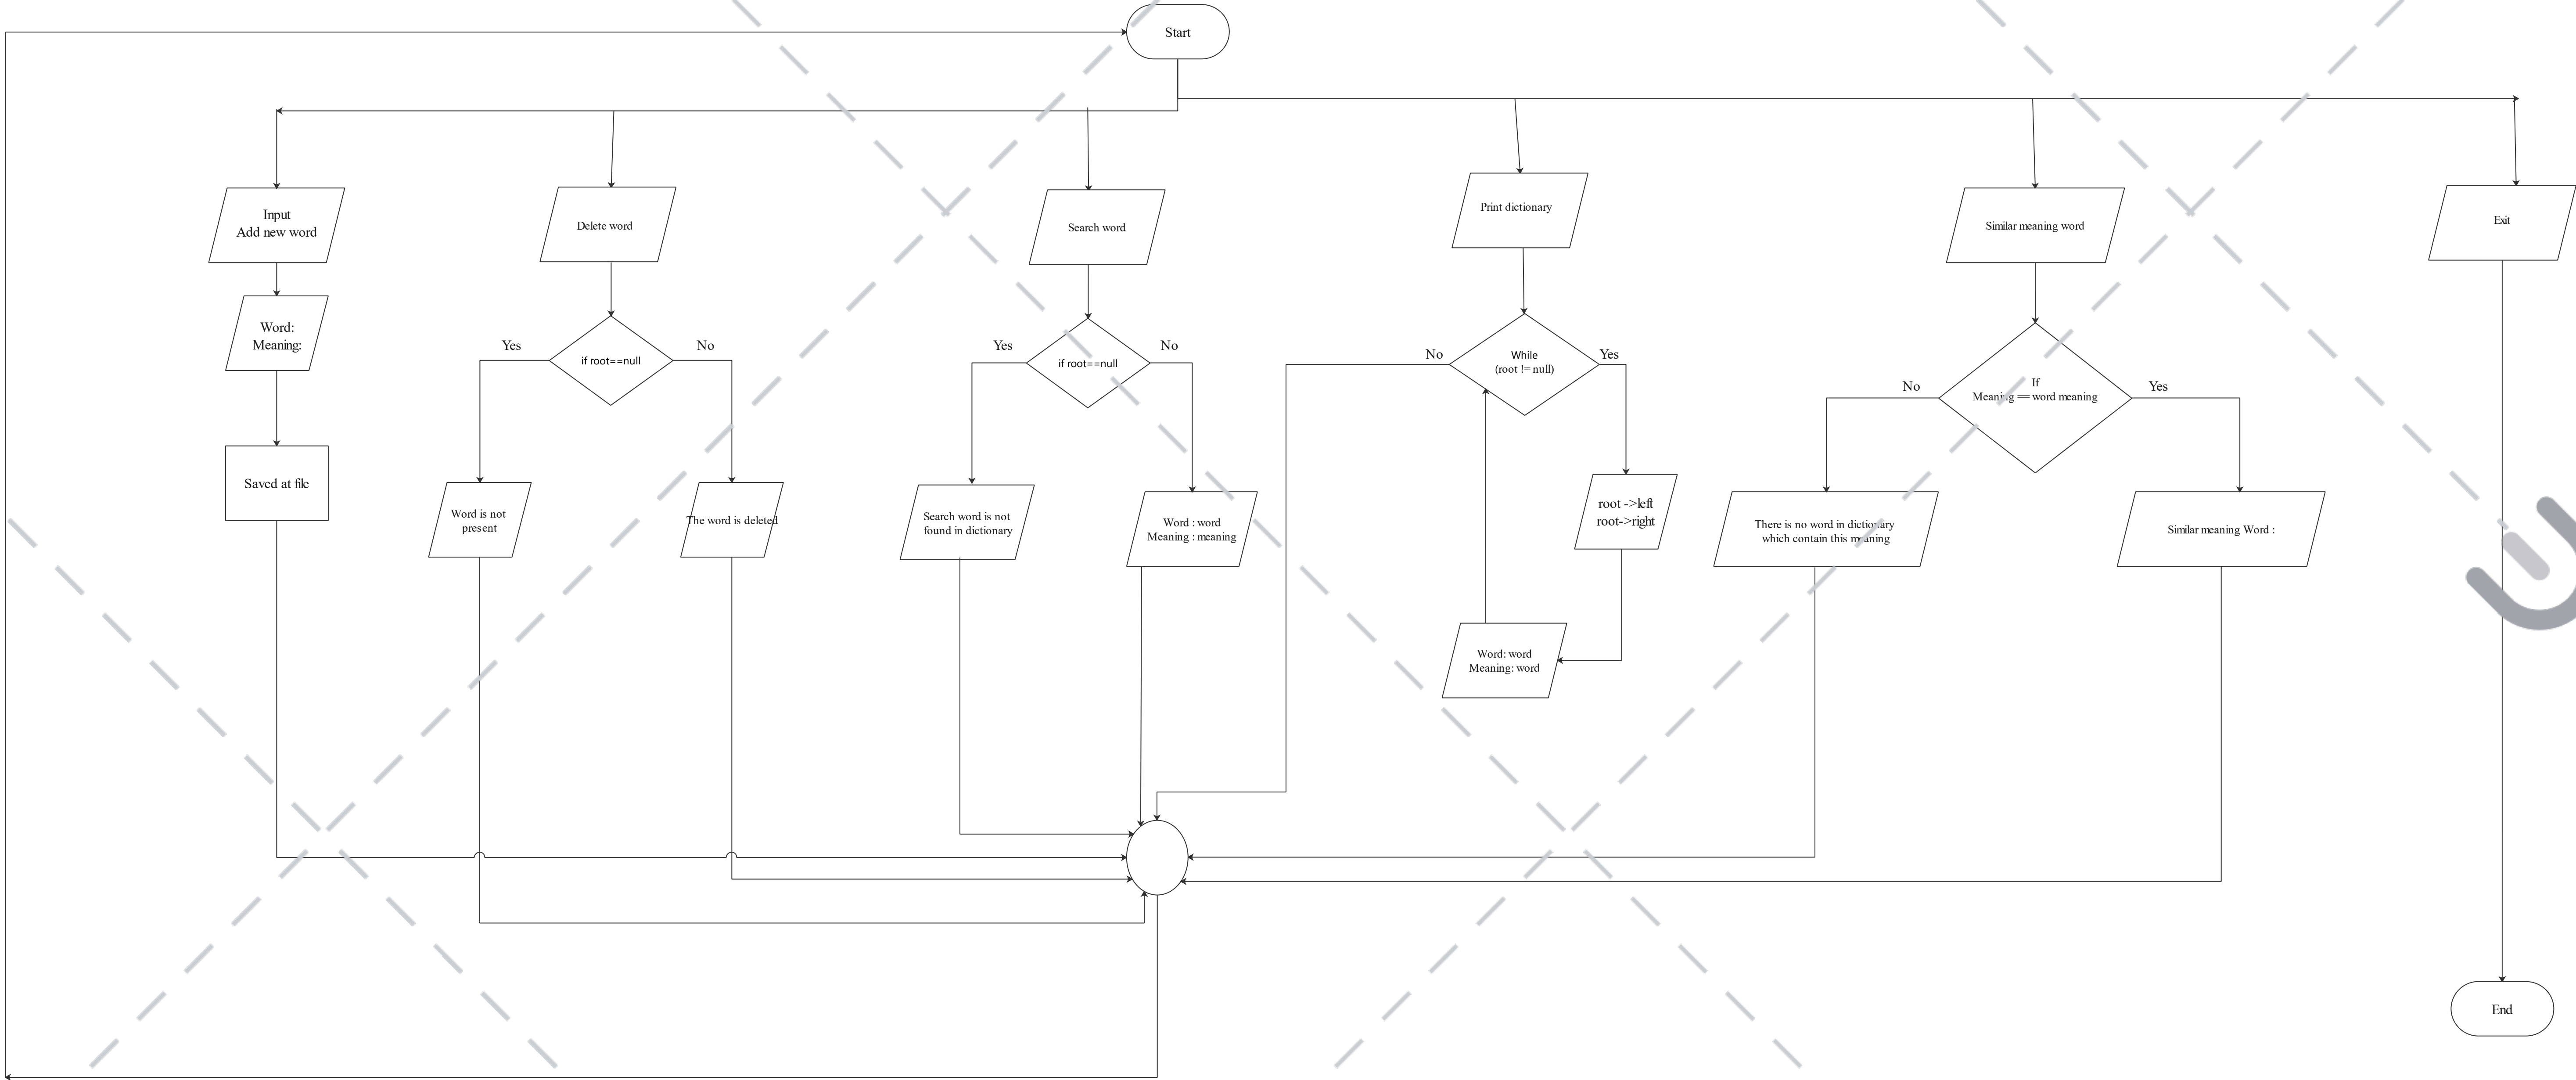 Start
Input
Add new word
Delete word
Search word
Print dictionary
Similar meaning word
Exit
Word:
Meaning:
Yes
if root==null
No
Yes
if root==null
No
No
While
(root != null)
Yes
No
If
Meaning == word meaning
Yes
Saved at file
Word is not
present
The word is deleted
Search word is not
found in dictionary
Word : word
Meaning : meaning
root ->left
root->right
There is no word in dictionary
which contain this meaning
Similar meaning Word :
Word: word
Meaning: word
End